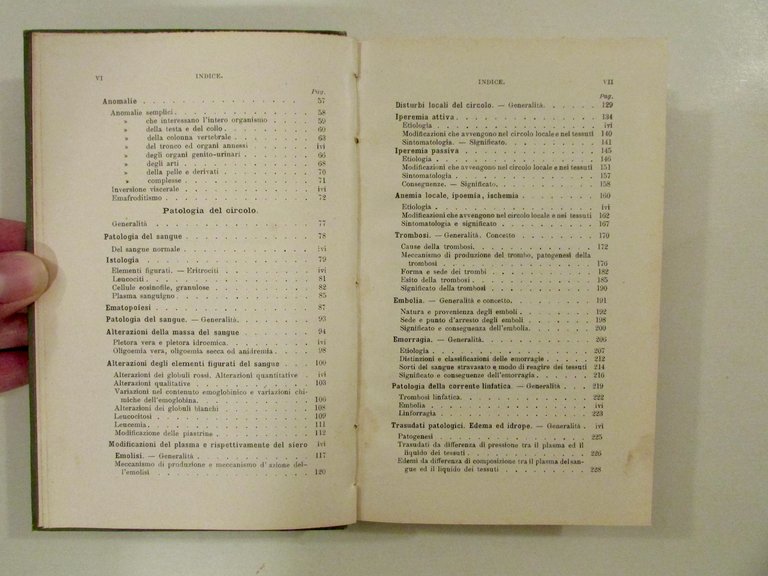 VI INDICE.
Pag.
Anomalie 57
Anomalie semplici 58
» che interessano l'intero organismo 59
» della testa e del collo 60
» della colonna vertebrale 63
» del tronco ed organi annessi ivi
» degli organi genito-urinari 66
» degli arti 68
» della pelle e derivati 70
» complesse 71
Inversione viscerale ivi
Emafroditismo ivi
Patologia del circolo.
Generalità 77
Patologia del sangue 78
Del sangue normale ivi
Istologia 79
Elementi figurati. — Eritrociti ivi
Leucociti 81
Cellule eosinofile, granulose 82
Plasma sanguigno 85
Ematopoiesi 87
Patologia del sangue. — Generalità 93
Alterazioni della massa del sangue 94
Pletora vera e pletora idroemica ivi
Oligoemia vera, oligoemia secca od anidremia 98
Alterazioni degli elementi figurati del sangue 100
Alterazioni dei globuli rossi. Alterazioni quantitative ivi
Alterazioni qualitative 103
Variazioni nel contenuto emoglobinico e variazioni chi-
miche dell'emoglobina 106
Alterazioni dei globuli bianchi 108
Leucocitosi 109
Leucemia 111
Modificazione delle piastrine 112
Modificazioni del plasma e rispettivamente del siero ivi
Emolisi. — Generalità 117
Meccanismo di produzione e meccanismo d'azione del-
l'emolisi 120
INDICE. VII
Pag.
Disturbi locali del circolo. — Generalità 129
Iperemia attiva 134
Etiologia ivi
Modificazioni che avvengono nel circolo locale e nei tessuti 140
Sintomatologia. — Significato 141
Iperemia passiva 145
Etiologia 146
Modificazioni che avvengono nel circolo locale e nei tessuti 151
Sintomatologia 157
Conseguenze. — Significato 158
Anemia locale, ipoemia, ischemia 160
Etiologia ivi
Modificazioni che avvengono nel circolo locale e nei tessuti 162
Sintomatologia e significato 167
Trombosi. — Generalità. Concetto 170
Cause della trombosi 172
Meccanismo di produzione del trombo, patogenesi della
trombosi 176
Forma e sede dei trombi 182
Esito della trombosi 185
Significato della trombosi 190
Embolia. — Generalità e concetto 191
Natura e provenienza degli emboli 192
Sede e punto d'arresto degli emboli 198
Significato e conseguenza dell'embolia 200
Emorragia. — Generalità 206
Etiologia 207
Distinzioni e classificazioni delle emorragie 212
Sorti del sangue stravasato e modo di reagire dei tessuti 214
Significato e conseguenze dell'emorragia 216
Patologia della corrente linfatica. — Generalità 219
Trombosi linfatica 222
Embolia ivi
Linforragia 223
Trasudati patologici. Edema ed idrope. — Generalità ivi
Patogenesi 225
Trasudati da differenza di pressione tra il plasma ed il
liquido dei tessuti 226
Edemi da differenza di composizione tra il plasma del san-
gue ed il liquido dei tessuti 228